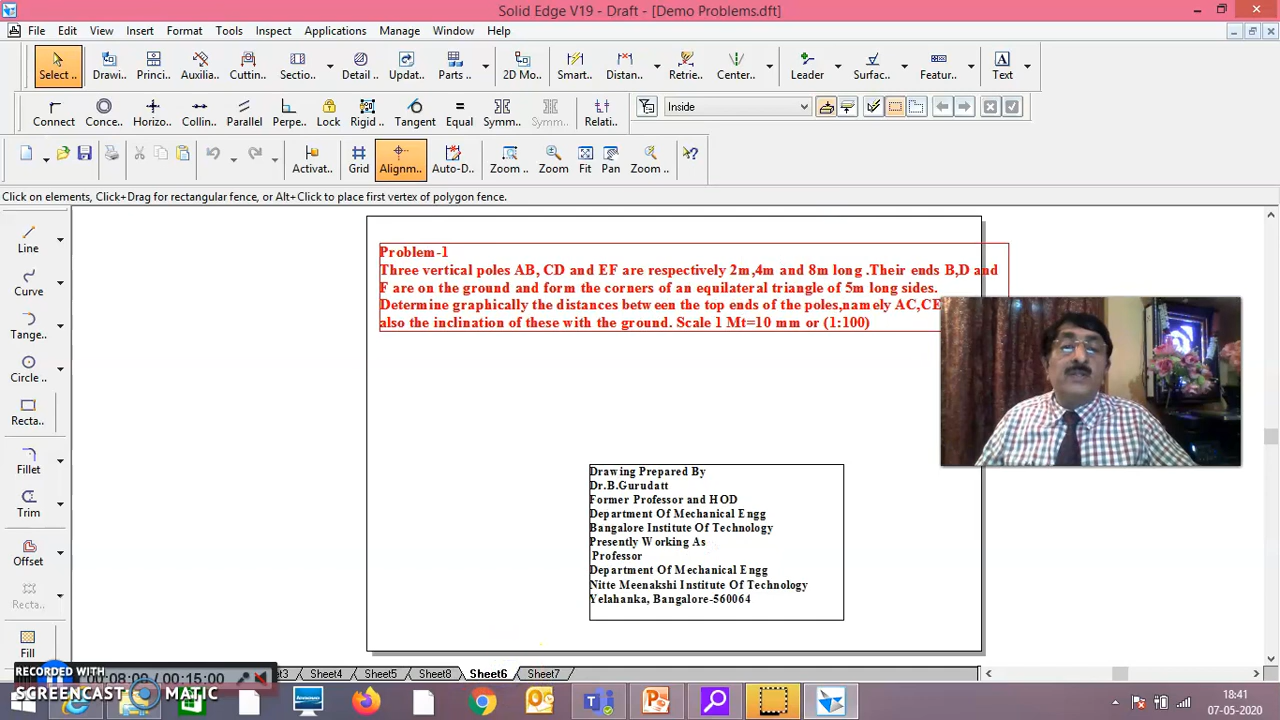 Solid Edge V19 - Draft - [Demo Problems.dft]
File Edit View Insert Format Tools Inspect Applications Manage Window Help
Select .. Drawi.. Princi.. Auxilia.. Cuttin.. Sectio.. Detail .. Updat.. Parts .. 2D Mo.. Smart.. Distan.. Retrie.. Center.. Leader Surfac.. Featur.. Text
Connect Conce.. Horizo.. Collin.. Parallel Perpe.. Lock Rigid .. Tangent Equal Symm.. Symm.. Relati.. Inside
Activat.. Grid Alignm.. Auto-D.. Zoom .. Zoom Fit Pan Zoom ..
Click on elements, Click+Drag for rectangular fence, or Alt+Click to place first vertex of polygon fence.
Line
Curve
Tange..
Circle ..
Recta..
Fillet
Trim
Offset
Recta..
Fill
Problem-1
Three vertical poles AB, CD and EF are respectively 2m,4m and 8m long .Their ends B,D and
F are on the ground and form the corners of an equilateral triangle of 5m long sides.
Determine graphically the distances between the top ends of the poles,namely AC,CE
also the inclination of these with the ground. Scale 1 Mt=10 mm or (1:100)
Drawing Prepared By
Dr.B.Gurudatt
Former Professor and HOD
Department Of Mechanical Engg
Bangalore Institute Of Technology
Presently Working As
Professor
Department Of Mechanical Engg
Nitte Meenakshi Institute Of Technology
Yelahanka, Bangalore-560064
Sheet4 Sheet5 Sheet8 Sheet6 Sheet7
RECORDED WITH
SCREENCAST MATIC
/ 00:15:00
18:41
07-05-2020